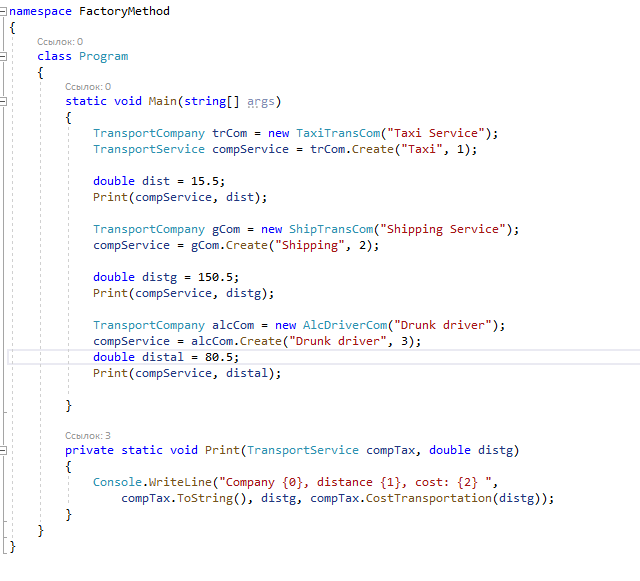 namespace FactoryMethod
{
Ссылок: 0
class Program
{
Ссылок: 0
static void Main(string[] args)
{
TransportCompany trCom = new TaxiTransCom("Taxi Service");
TransportService compService = trCom.Create("Taxi", 1);
double dist = 15.5;
Print(compService, dist);
TransportCompany gCom = new ShipTransCom("Shipping Service");
compService = gCom.Create("Shipping", 2);
double distg = 150.5;
Print(compService, distg);
TransportCompany alcCom = new AlcDriverCom("Drunk driver");
compService = alcCom.Create("Drunk driver", 3);
double distal = 80.5;
Print(compService, distal);
}
Ссылок: 3
private static void Print(TransportService compTax, double distg)
{
Console.WriteLine("Company {0}, distance {1}, cost: {2} ",
compTax.ToString(), distg, compTax.CostTransportation(distg));
}
}
}